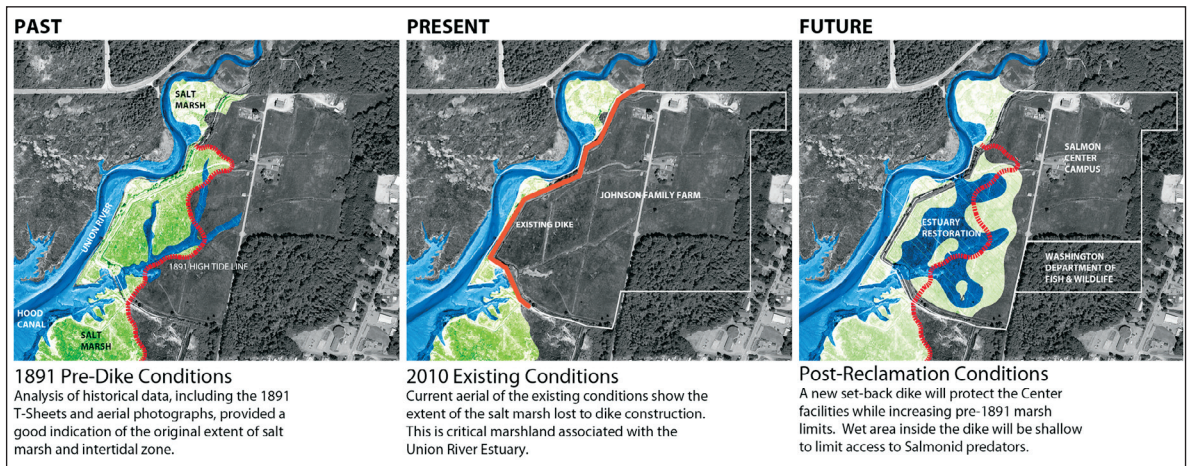 PAST
SALT
MARSH
UNION RIVER
1891 HIGH TIDE LINE
HOOD
CANAL
SALT
MARSH
1891 Pre-Dike Conditions
Analysis of historical data, including the 1891
T-Sheets and aerial photographs, provided a
good indication of the original extent of salt
marsh and intertidal zone.
PRESENT
JOHNSON FAMILY FARM
EXISTING DIKE
2010 Existing Conditions
Current aerial of the existing conditions show the
extent of the salt marsh lost to dike construction.
This is critical marshland associated with the
Union River Estuary.
FUTURE
SALMON
CENTER
CAMPUS
ESTUARY
RESTORATION
WASHINGTON
DEPARTMENT OF
FISH & WILDLIFE
Post-Reclamation Conditions
A new set-back dike will protect the Center
facilities while increasing pre-1891 marsh
limits. Wet area inside the dike will be shallow
to limit access to Salmonid predators.